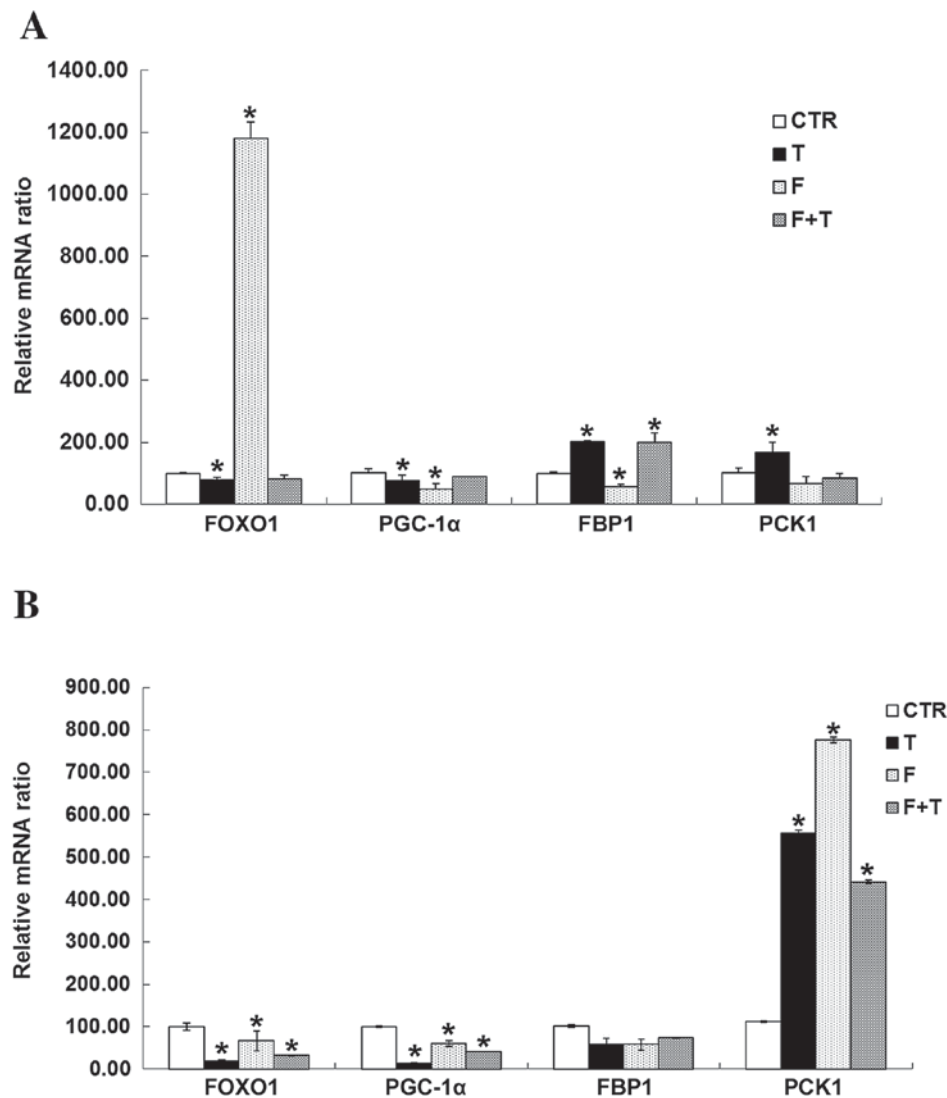 A
1400.00
1200.00
1000.00
800.00
600.00
400.00
200.00
0.00
Relative mRNA ratio
* * * * * * * *
CTR
T
F
F+T
FOXO1 PGC-1α FBP1 PCK1
B
900.00
800.00
700.00
600.00
500.00
400.00
300.00
200.00
100.00
0.00
Relative mRNA ratio
* * * * * * * * *
CTR
T
F
F+T
FOXO1 PGC-1α FBP1 PCK1